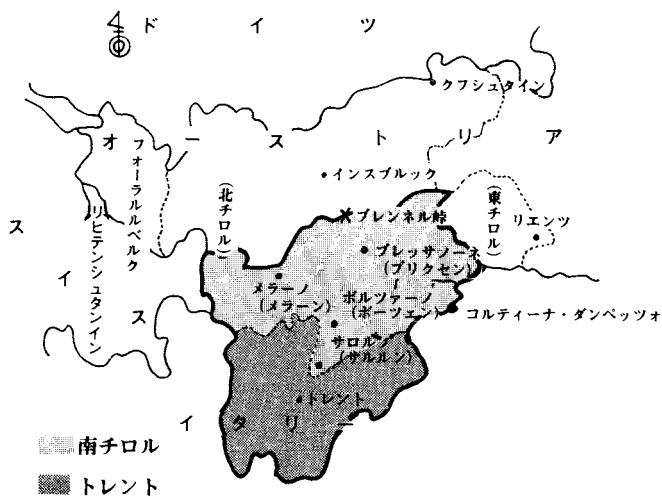 ドイツ
クフシュタイン
オーストリア
フォーラルルベルク
インスブルック
(北チロル)
(東チロル)
ブレンネル峠
リエンツ
スイス
リヒテンシュタンイン
ブレッサノーネ
(ブリクセン)
メラーノ
(メラーン)
ボルツァーノ
(ボーツェン)
コルティーナ・ダンペッツォ
サロルノ
(ザルルン)
トレント
イタリー
南チロル
トレント